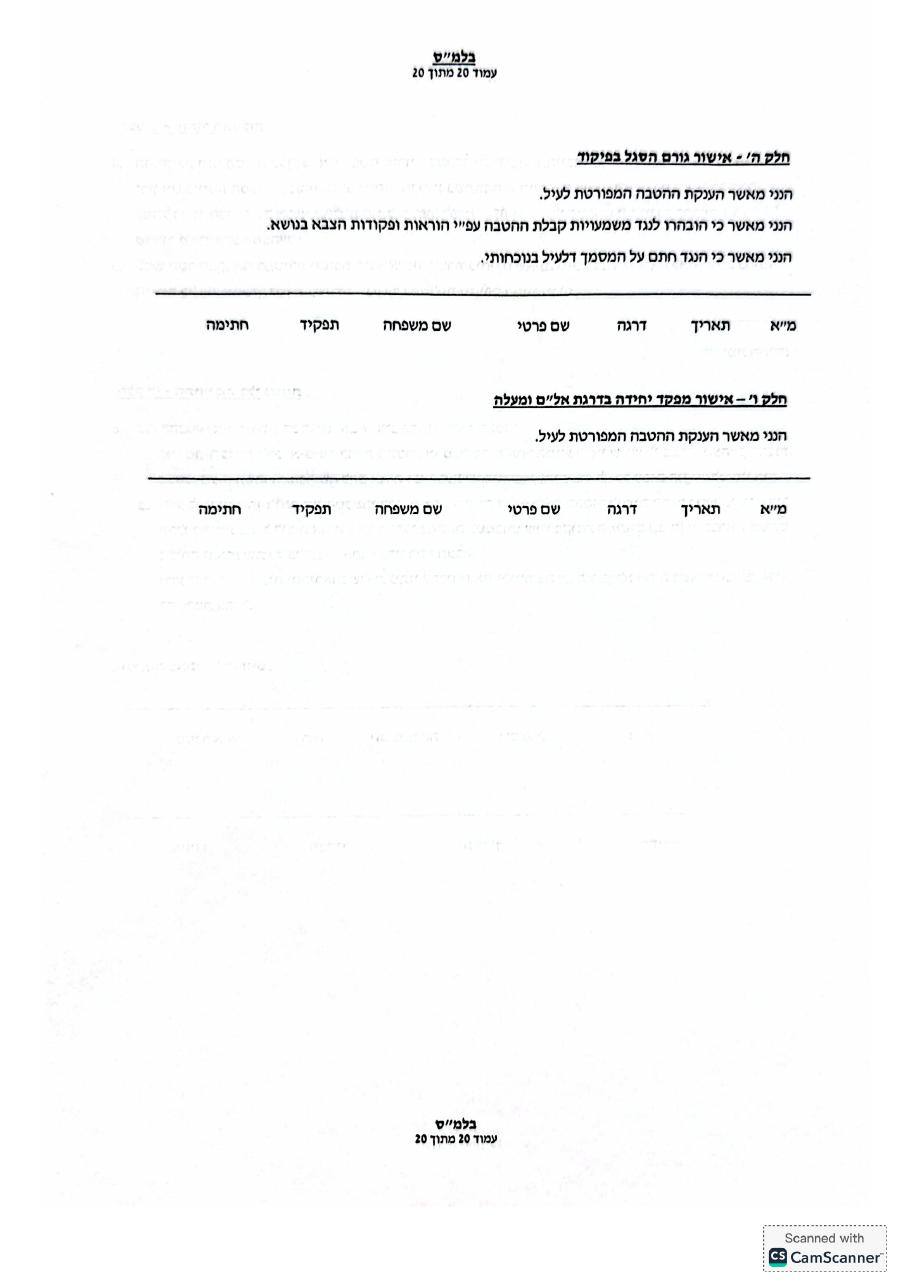 בלמ״ס
עמוד 20 מתוך 20
חלק ה׳ - אישור גורם הסגל בפיקוד
הנני מאשר הענקת ההטבה המפורטת לעיל.
הנני מאשר כי הובהרו לנגד משמעויות קבלת ההטבה עפ״י הוראות ופקודות הצבא בנושא.
הנני מאשר כי הנגד חתם על המסמך דלעיל בנוכחותי.
מ״א תאריך דרגה שם פרטי שם משפחה תפקיד חתימה
חלק ו׳ – אישור מפקד יחידה בדרגת אל״ם ומעלה
הנני מאשר הענקת ההטבה המפורטת לעיל.
מ״א תאריך דרגה שם פרטי שם משפחה תפקיד חתימה
בלמ״ס
עמוד 20 מתוך 20
Scanned with
CS CamScanner